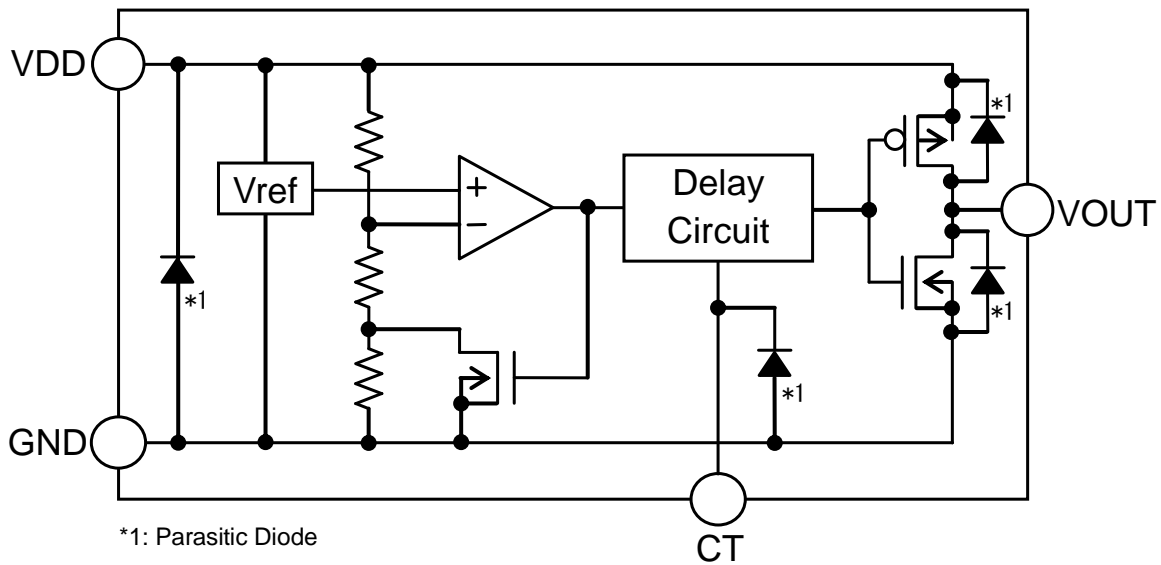 VDD
*1
Vref
+
−
Delay
Circuit
VOUT
*1
*1
*1
GND
CT
*1: Parasitic Diode